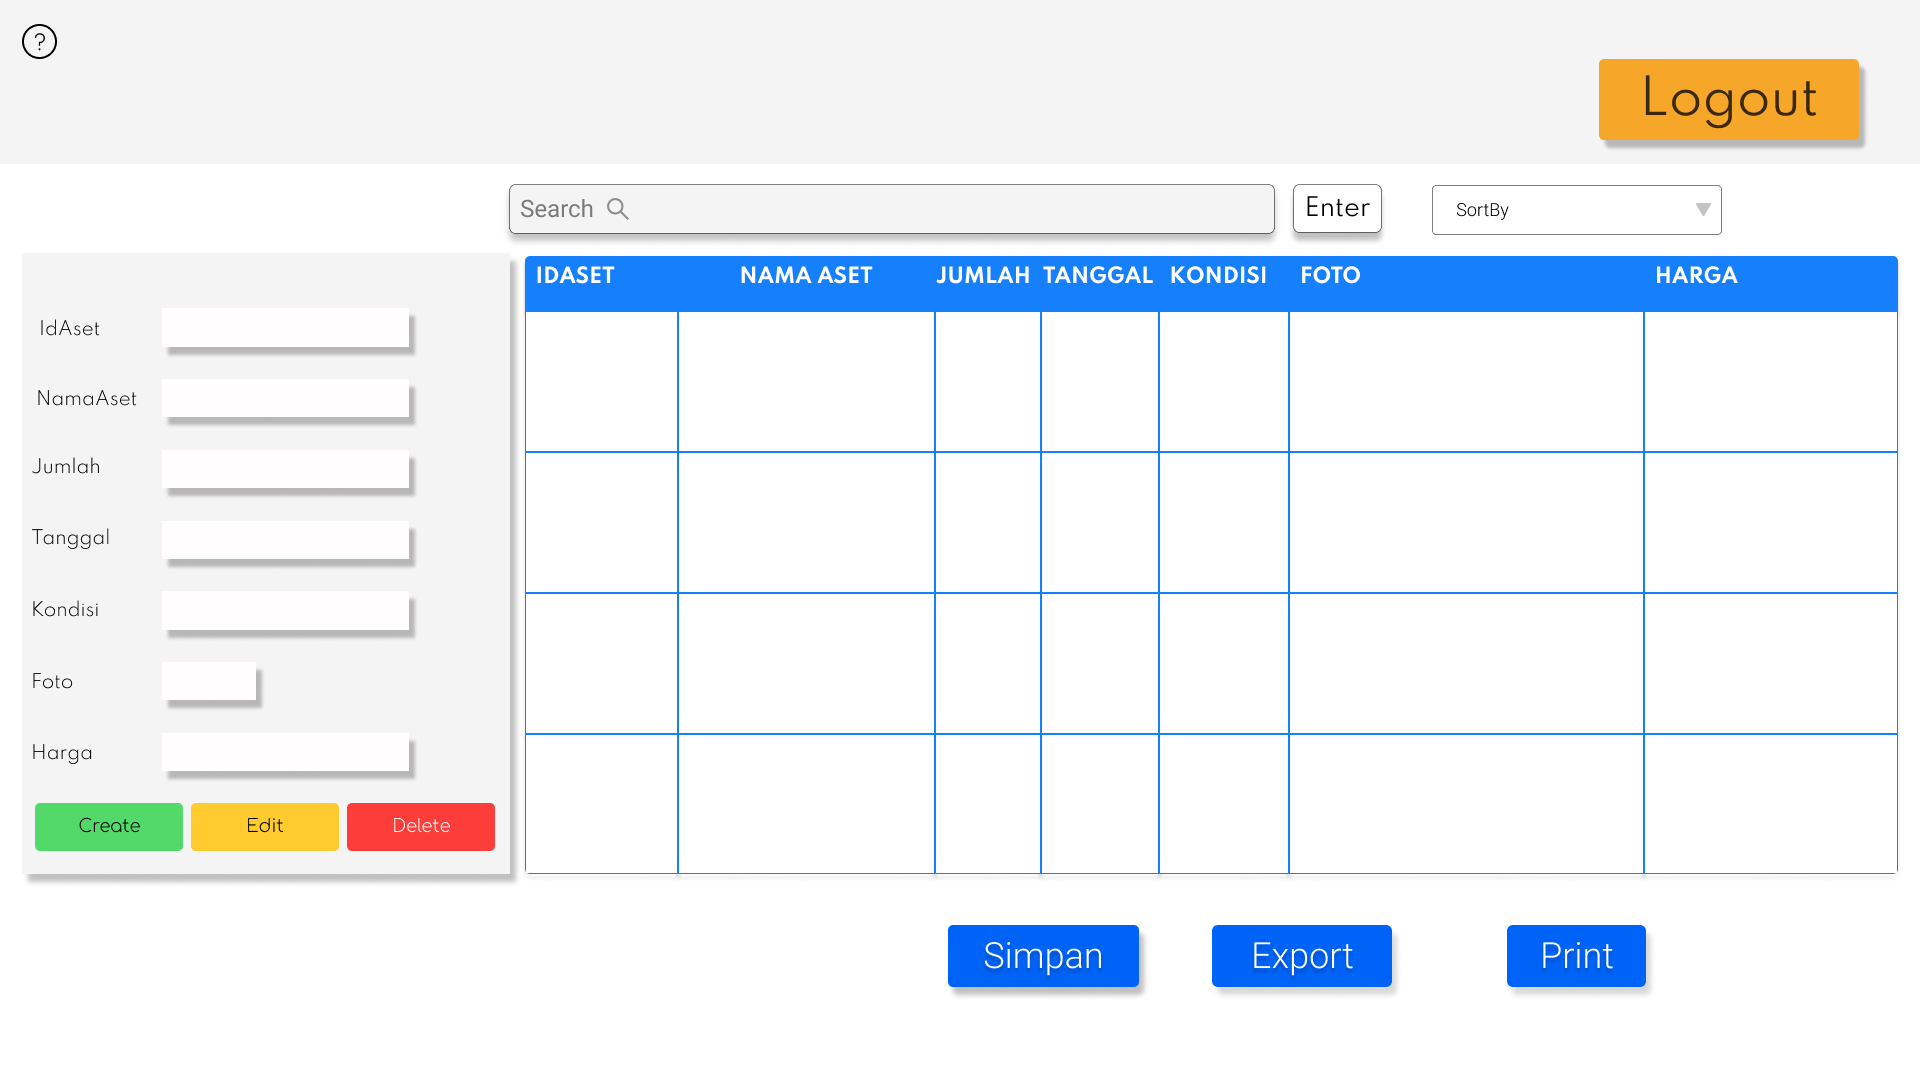 ?
Logout
Search
Enter
SortBy
IDASET NAMA ASET JUMLAH TANGGAL KONDISI FOTO HARGA
IdAset
NamaAset
Jumlah
Tanggal
Kondisi
Foto
Harga
Create Edit Delete
Simpan Export Print